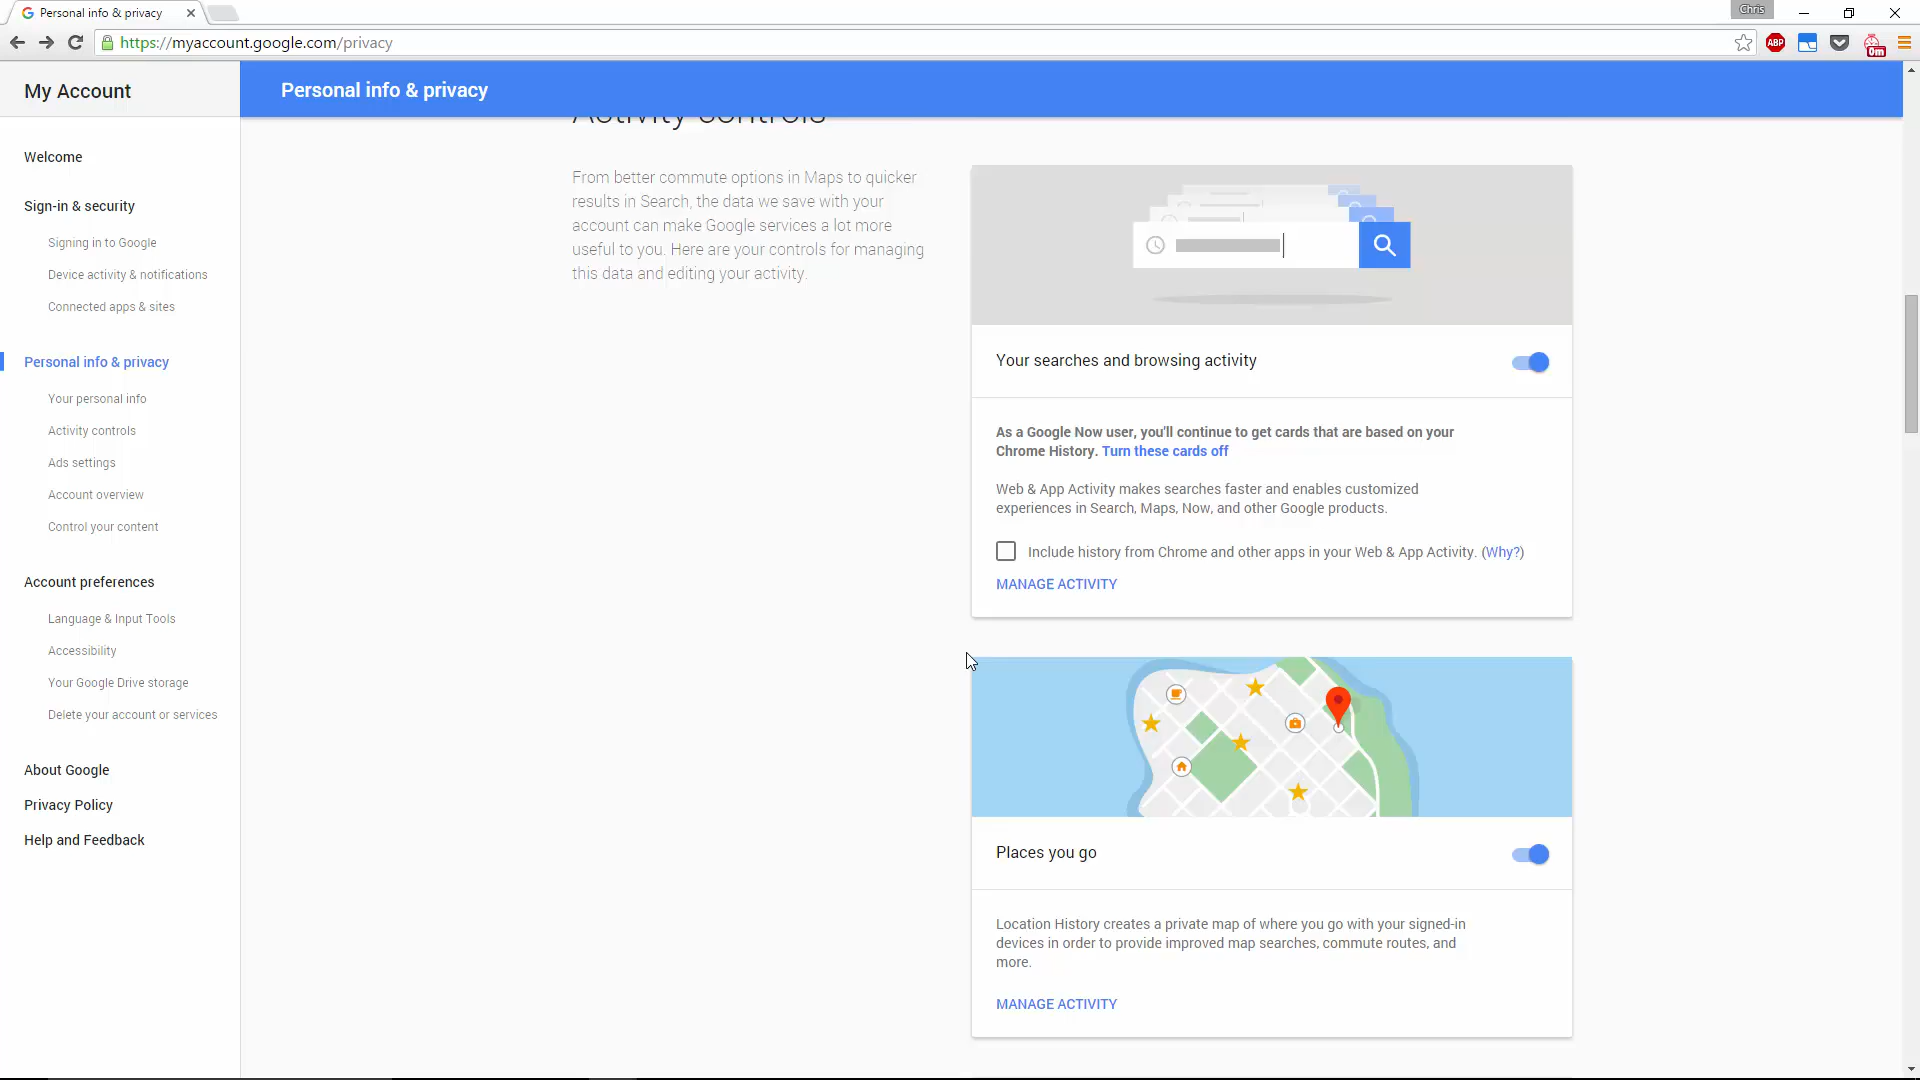 Personal info & privacy
Chris
https://myaccount.google.com/privacy
ABP
0m
My Account
Personal info & privacy
Welcome
Sign-in & security
Signing in to Google
Device activity & notifications
Connected apps & sites
Personal info & privacy
Your personal info
Activity controls
Ads settings
Account overview
Control your content
Account preferences
Language & Input Tools
Accessibility
Your Google Drive storage
Delete your account or services
About Google
Privacy Policy
Help and Feedback
Activity controls
From better commute options in Maps to quicker
results in Search, the data we save with your
account can make Google services a lot more
useful to you. Here are your controls for managing
this data and editing your activity.
Your searches and browsing activity
As a Google Now user, you'll continue to get cards that are based on your
Chrome History. Turn these cards off
Web & App Activity makes searches faster and enables customized
experiences in Search, Maps, Now, and other Google products.
Include history from Chrome and other apps in your Web & App Activity. (Why?)
MANAGE ACTIVITY
Places you go
Location History creates a private map of where you go with your signed-in
devices in order to provide improved map searches, commute routes, and
more.
MANAGE ACTIVITY